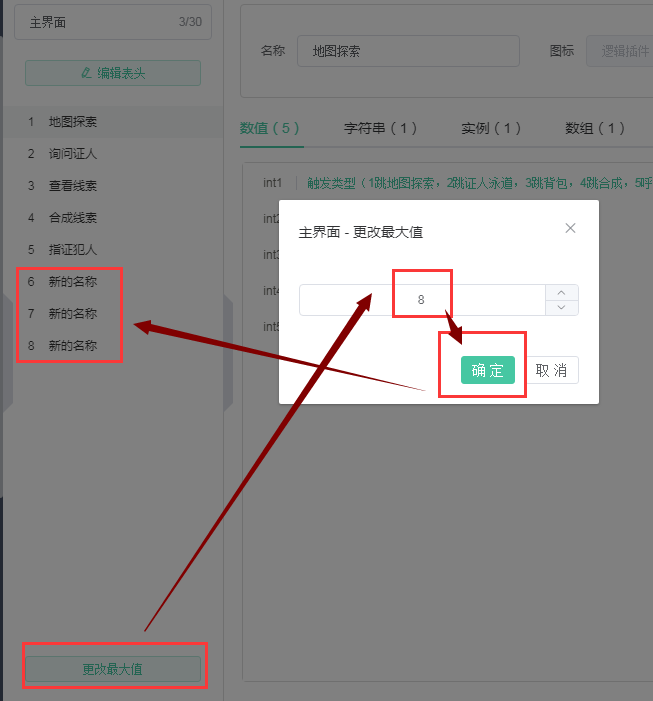 主界面 3/30
编辑表头
1 地图探索
2 询问证人
3 查看线索
4 合成线索
5 指证犯人
6 新的名称
7 新的名称
8 新的名称
更改最大值
名称 地图探索 图标 逻辑插件
数值（5） 字符串（1） 实例（1） 数组（1）
int1 触发类型（1跳地图探索，2跳证人泳道，3跳背包，4跳合成，5呼
int2
int3
int4
int5
主界面 - 更改最大值
8
确定 取消